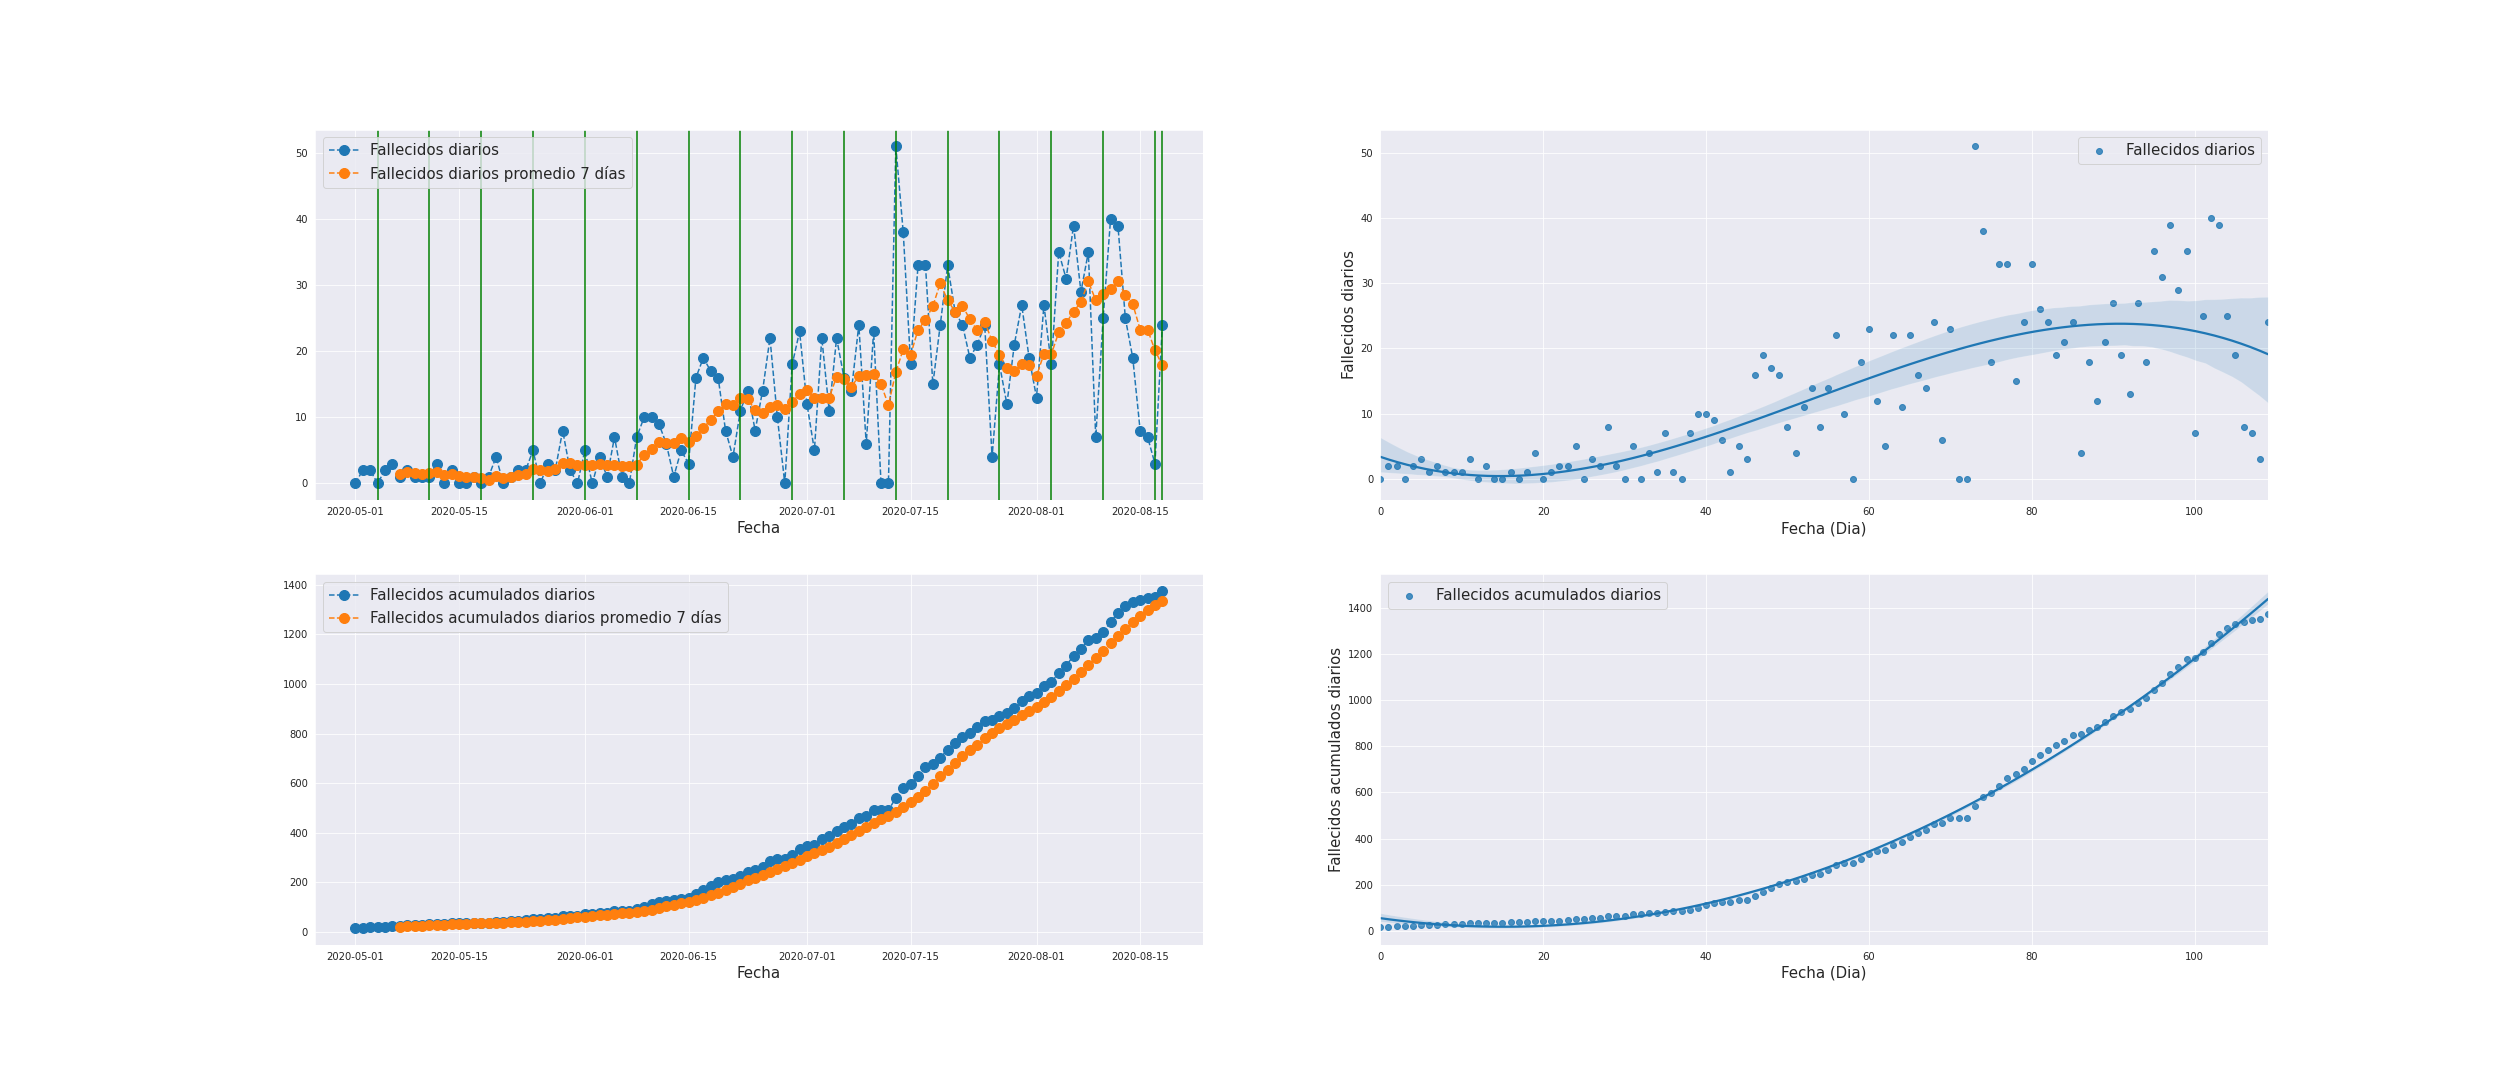 Fallecidos diarios
Fallecidos diarios promedio 7 días
50
40
30
20
10
0
2020-05-01 2020-05-15 2020-06-01 2020-06-15 2020-07-01 2020-07-15 2020-08-01 2020-08-15
Fecha
Fallecidos diarios
Fallecidos diarios
50
40
30
20
10
0
0 20 40 60 80 100
Fecha (Dia)
Fallecidos acumulados diarios
Fallecidos acumulados diarios promedio 7 días
1400
1200
1000
800
600
400
200
0
2020-05-01 2020-05-15 2020-06-01 2020-06-15 2020-07-01 2020-07-15 2020-08-01 2020-08-15
Fecha
Fallecidos acumulados diarios
Fallecidos acumulados diarios
1400
1200
1000
800
600
400
200
0
0 20 40 60 80 100
Fecha (Dia)